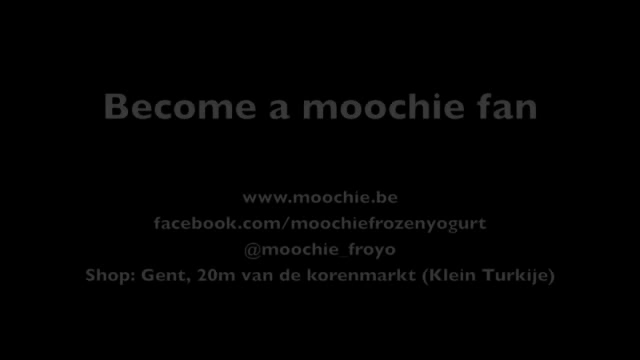 Become a moochie fan
www.moochie.be
facebook.com/moochiefrozenyogurt
@moochie_froyo
Shop: Gent, 20m van de korenmarkt (Klein Turkije)